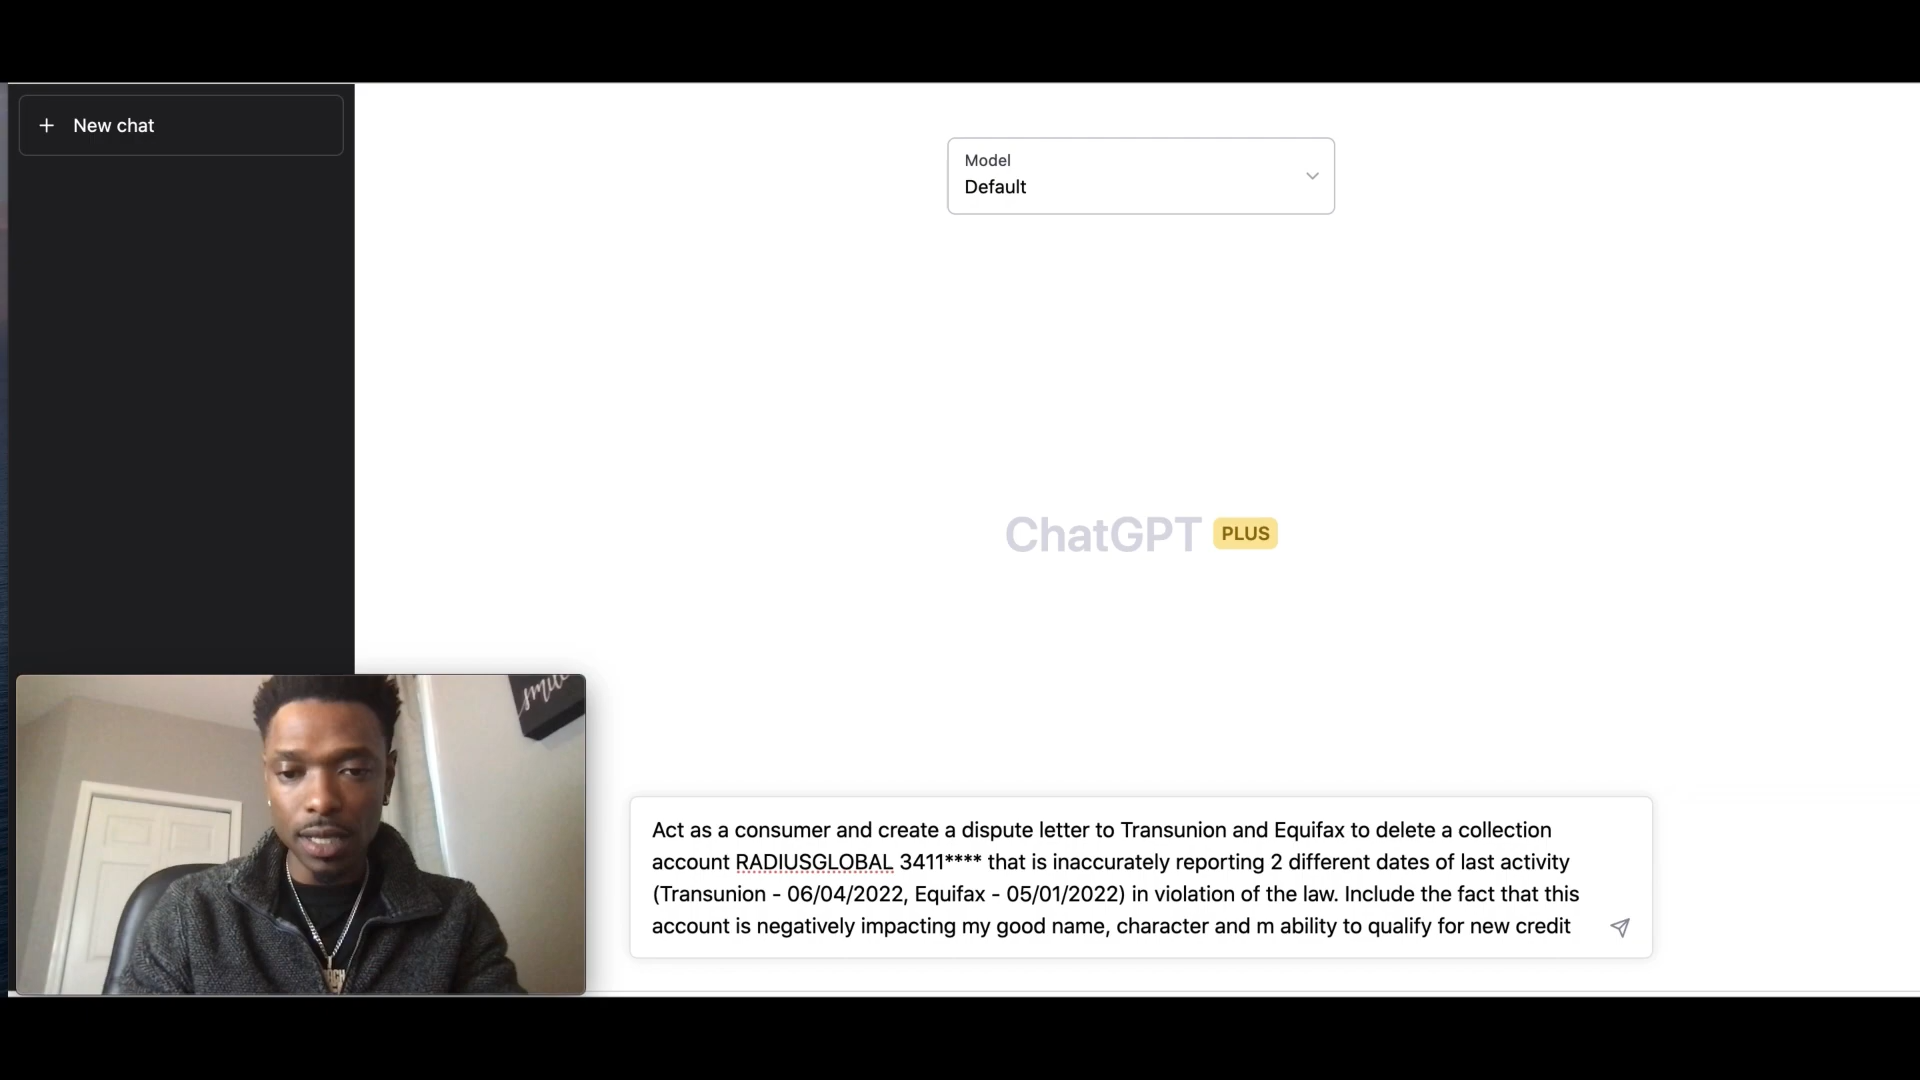 + New chat
Model
Default
ChatGPT PLUS
smile
Act as a consumer and create a dispute letter to Transunion and Equifax to delete a collection
account RADIUSGLOBAL 3411**** that is inaccurately reporting 2 different dates of last activity
(Transunion - 06/04/2022, Equifax - 05/01/2022) in violation of the law. Include the fact that this
account is negatively impacting my good name, character and m ability to qualify for new credit